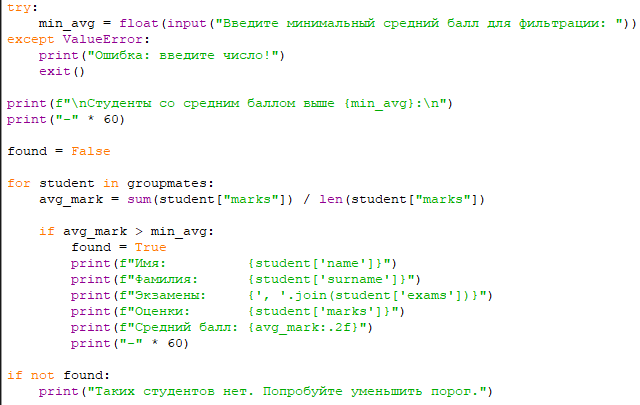 try:
    min_avg = float(input("Введите минимальный средний балл для фильтрации: "))
except ValueError:
    print("Ошибка: введите число!")
    exit()

print(f"\nСтуденты со средним баллом выше {min_avg}:\n")
print("-" * 60)

found = False

for student in groupmates:
    avg_mark = sum(student["marks"]) / len(student["marks"])

    if avg_mark > min_avg:
        found = True
        print(f"Имя:          {student['name']}")
        print(f"Фамилия:      {student['surname']}")
        print(f"Экзамены:     {', '.join(student['exams'])}")
        print(f"Оценки:       {student['marks']}")
        print(f"Средний балл: {avg_mark:.2f}")
        print("-" * 60)

if not found:
    print("Таких студентов нет. Попробуйте уменьшить порог.")